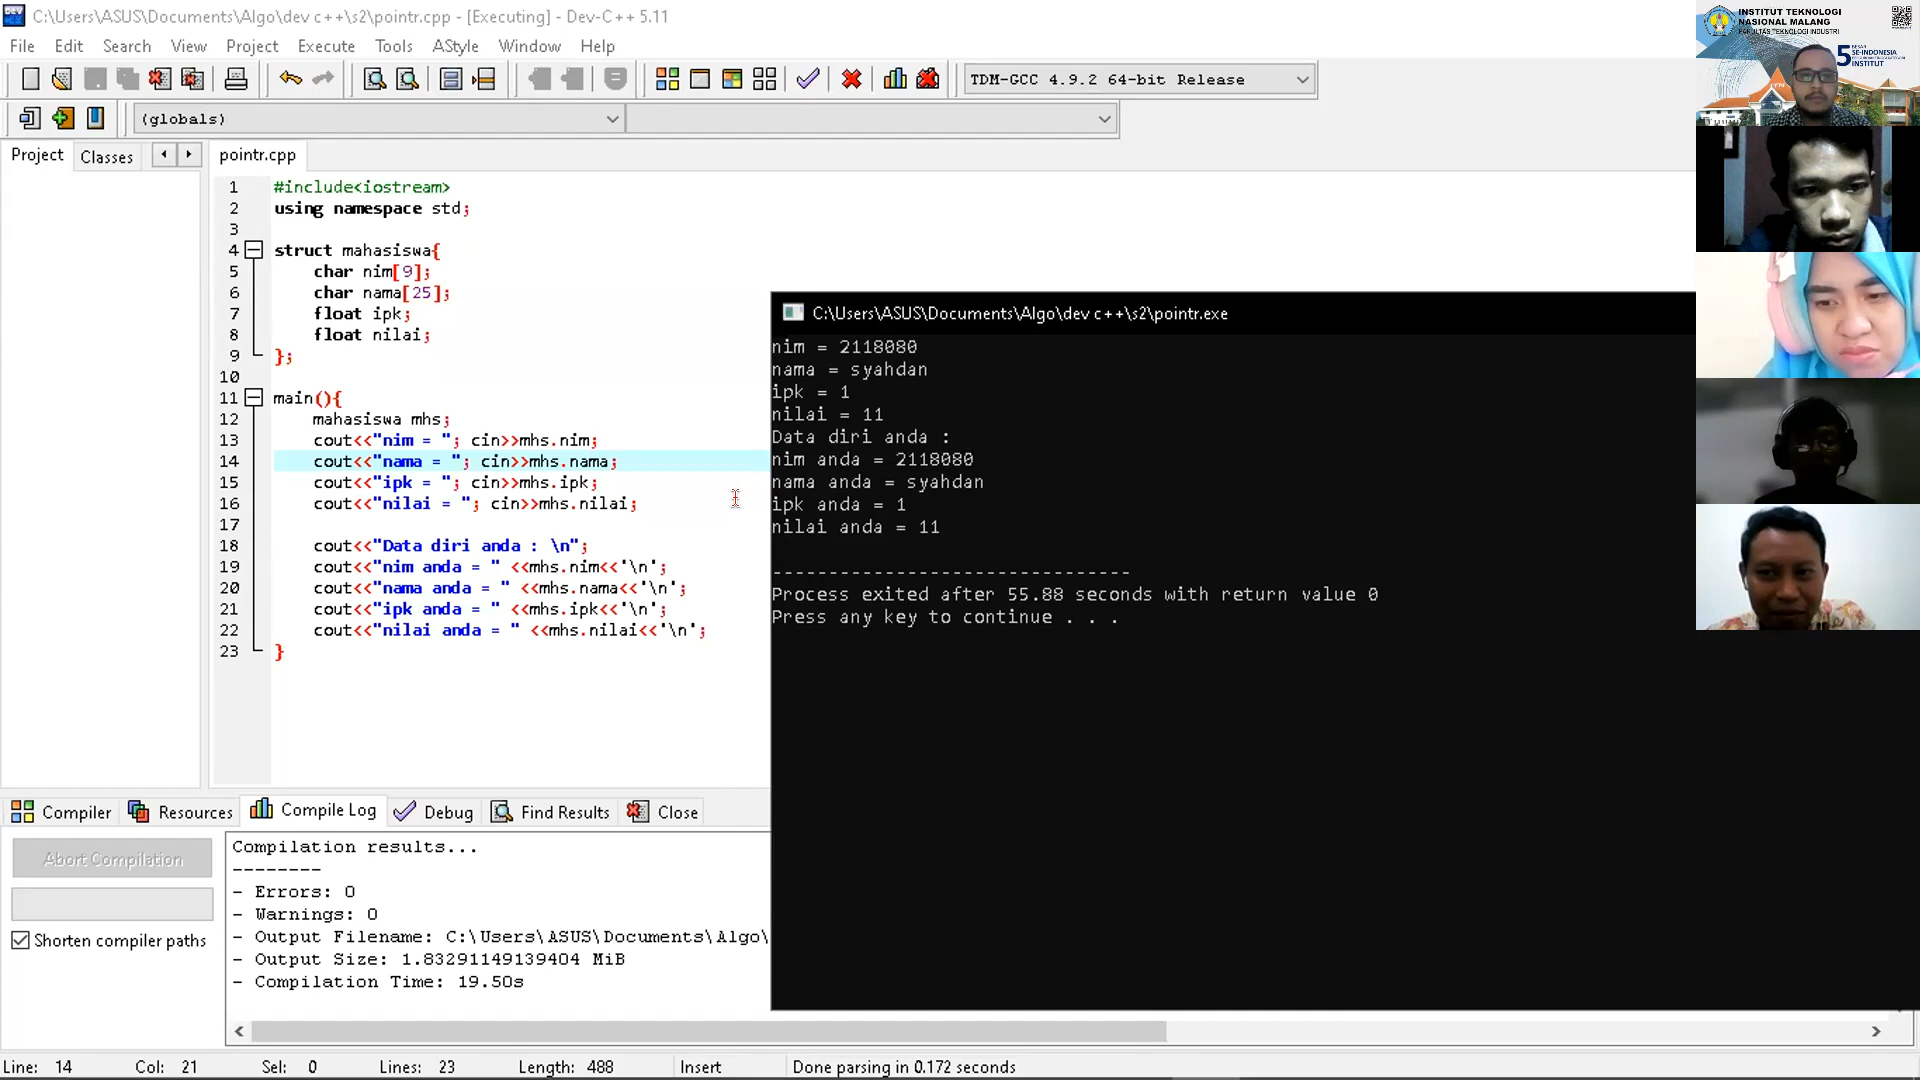 C:\Users\ASUS\Documents\Algo\dev c++\s2\pointr.cpp - [Executing] - Dev-C++ 5.11
File Edit Search View Project Execute Tools AStyle Window Help
TDM-GCC 4.9.2 64-bit Release
(globals)
Project Classes pointr.cpp
1 #include<iostream>
2 using namespace std;
3
4 struct mahasiswa{
5 char nim[9];
6 char nama[25];
7 float ipk;
8 float nilai;
9 };
10
11 main(){
12 mahasiswa mhs;
13 cout<<"nim = "; cin>>mhs.nim;
14 cout<<"nama = "; cin>>mhs.nama;
15 cout<<"ipk = "; cin>>mhs.ipk;
16 cout<<"nilai = "; cin>>mhs.nilai;
17
18 cout<<"Data diri anda : \n";
19 cout<<"nim anda = " <<mhs.nim<<'\n';
20 cout<<"nama anda = " <<mhs.nama<<'\n';
21 cout<<"ipk anda = " <<mhs.ipk<<'\n';
22 cout<<"nilai anda = " <<mhs.nilai<<'\n';
23 }
C:\Users\ASUS\Documents\Algo\dev c++\s2\pointr.exe
nim = 2118080
nama = syahdan
ipk = 1
nilai = 11
Data diri anda :
nim anda = 2118080
nama anda = syahdan
ipk anda = 1
nilai anda = 11
--------------------------------
Process exited after 55.88 seconds with return value 0
Press any key to continue . . .
INSTITUT TEKNOLOGI
NASIONAL MALANG
FAKULTAS TEKNOLOGI INDUSTRI
5 BESAR
SE-INDONESIA
INSTITUT
Compiler Resources Compile Log Debug Find Results Close
Abort Compilation
Shorten compiler paths
Compilation results...
--------
- Errors: 0
- Warnings: 0
- Output Filename: C:\Users\ASUS\Documents\Algo\
- Output Size: 1.83291149139404 MiB
- Compilation Time: 19.50s
Line: 14 Col: 21 Sel: 0 Lines: 23 Length: 488 Insert Done parsing in 0.172 seconds